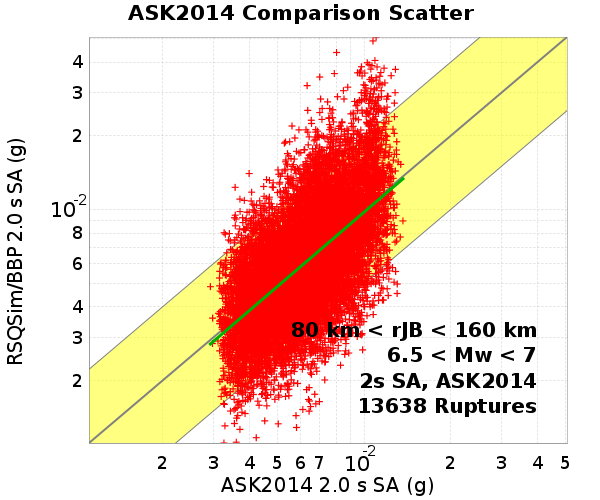 ASK2014 Comparison Scatter
RSQSim/BBP 2.0 s SA (g)
4
3
2
10-2
8
6
4
3
2
80 km < rJB < 160 km
6.5 < Mw < 7
2s SA, ASK2014
13638 Ruptures
2 3 4 5 6 7 10-2 2 3 4 5
ASK2014 2.0 s SA (g)